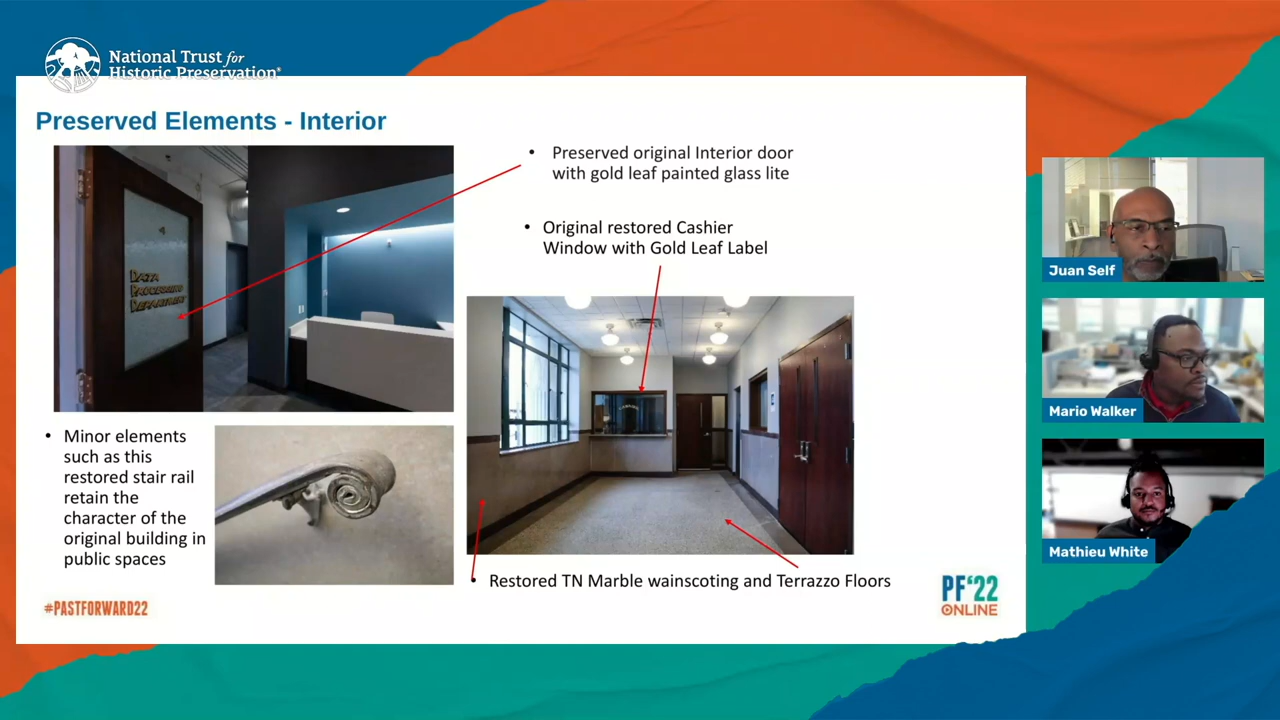 National Trust for
Historic Preservation®
Preserved Elements - Interior
• Preserved original Interior door
with gold leaf painted glass lite
• Original restored Cashier
Window with Gold Leaf Label
DATA
PROCESSING
DEPARTMENT
• Minor elements
such as this
restored stair rail
retain the
character of the
original building in
public spaces
• Restored TN Marble wainscoting and Terrazzo Floors
#PASTFORWARD22
PF'22
ONLINE
Juan Self
Mario Walker
Mathieu White